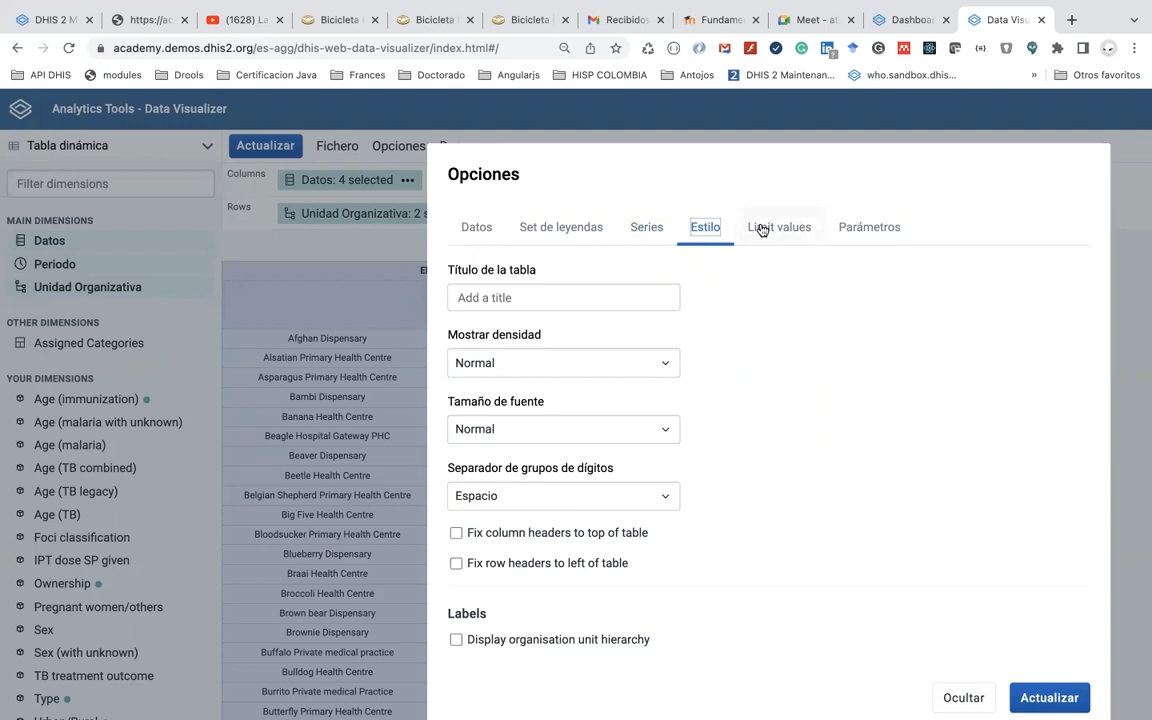 DHIS 2 M
https://ac
(1628) La
Bicicleta
Bicicleta
Bicicleta
Recibidos
Fundame
Meet - at
Dashboar
Data Visu
academy.demos.dhis2.org/es-agg/dhis-web-data-visualizer/index.html#/
API DHIS
modules
Drools
Certificacion Java
Frances
Doctorado
Angularjs
HISP COLOMBIA
Antojos
DHIS 2 Maintenan...
who.sandbox.dhis...
»
Otros favoritos
Analytics Tools - Data Visualizer
Tabla dinámica
Actualizar
Fichero
Opciones
Filter dimensions
Columns
Datos: 4 selected •••
Rows
Unidad Organizativa: 2 s
MAIN DIMENSIONS
Datos
Periodo
Unidad Organizativa
OTHER DIMENSIONS
Assigned Categories
YOUR DIMENSIONS
Age (immunization)
Age (malaria with unknown)
Age (malaria)
Age (TB combined)
Age (TB legacy)
Age (TB)
Foci classification
IPT dose SP given
Ownership
Pregnant women/others
Sex
Sex (with unknown)
TB treatment outcome
Type
Afghan Dispensary
Alsatian Primary Health Centre
Asparagus Primary Health Centre
Bambi Dispensary
Banana Health Centre
Beagle Hospital Gateway PHC
Beaver Dispensary
Beetle Health Centre
Belgian Shepherd Primary Health Centre
Big Five Health Centre
Bloodsucker Primary Health Centre
Blueberry Dispensary
Braai Health Centre
Broccoli Health Centre
Brown bear Dispensary
Brownie Dispensary
Buffalo Private medical practice
Bulldog Health Centre
Burrito Private medical Practice
Butterfly Primary Health Centre
Opciones
Datos
Set de leyendas
Series
Estilo
Limit values
Parámetros
Título de la tabla
Add a title
Mostrar densidad
Normal
Tamaño de fuente
Normal
Separador de grupos de dígitos
Espacio
Fix column headers to top of table
Fix row headers to left of table
Labels
Display organisation unit hierarchy
Ocultar
Actualizar